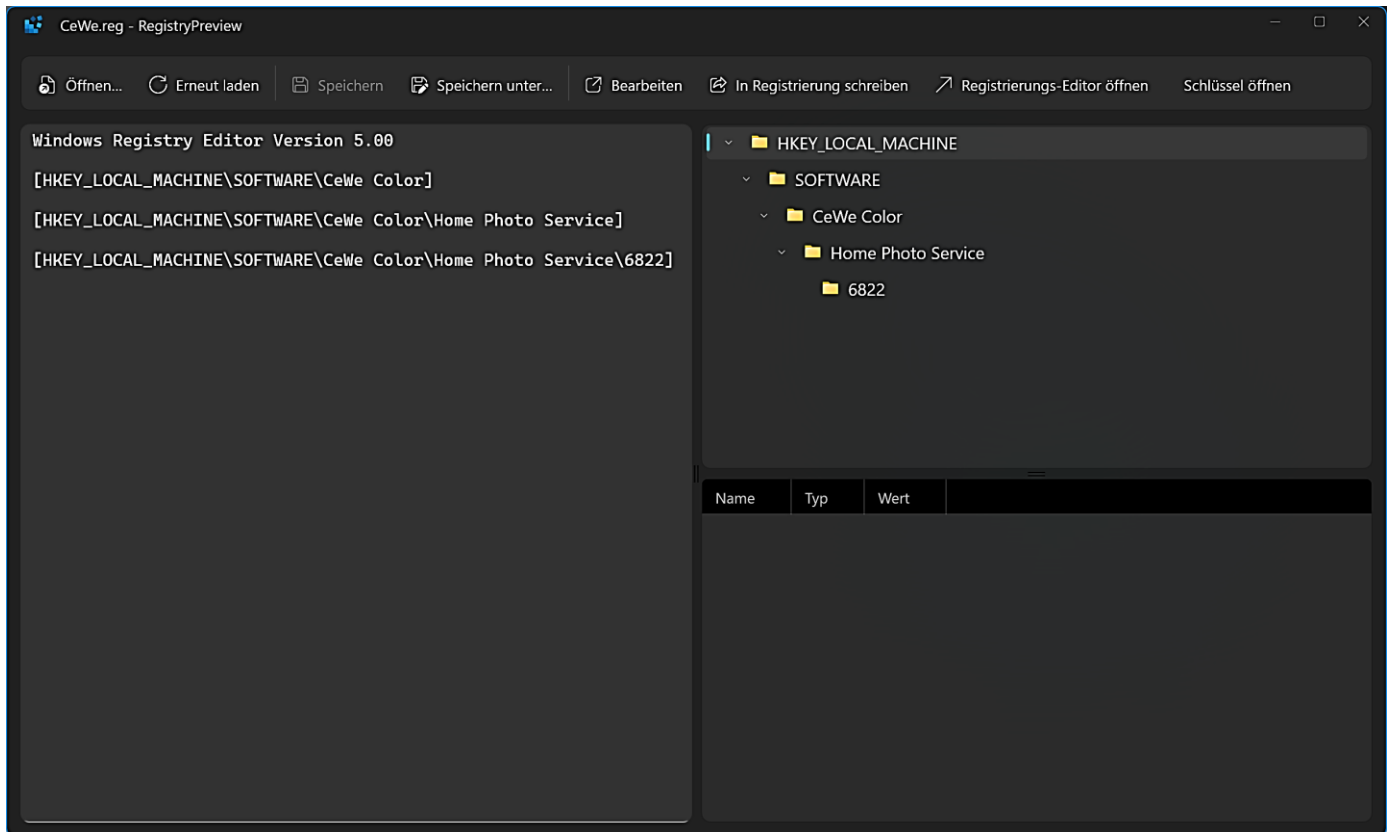 CeWe.reg - RegistryPreview
Öffnen... Erneut laden Speichern Speichern unter... Bearbeiten In Registrierung schreiben Registrierungs-Editor öffnen Schlüssel öffnen
Windows Registry Editor Version 5.00
[HKEY_LOCAL_MACHINE\SOFTWARE\CeWe Color]
[HKEY_LOCAL_MACHINE\SOFTWARE\CeWe Color\Home Photo Service]
[HKEY_LOCAL_MACHINE\SOFTWARE\CeWe Color\Home Photo Service\6822]
HKEY_LOCAL_MACHINE
SOFTWARE
CeWe Color
Home Photo Service
6822
Name Typ Wert